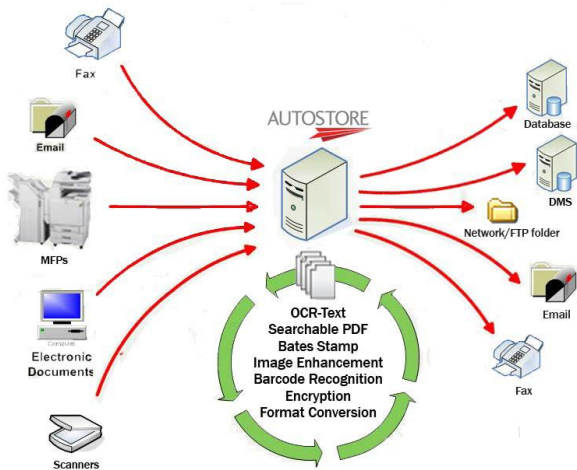 Fax
Email
MFPs
Computer
Electronic
Documents
Scanners
AUTOSTORE
OCR-Text
Searchable PDF
Bates Stamp
Image Enhancement
Barcode Recognition
Encryption
Format Conversion
Database
DMS
Network/FTP folder
Email
Fax